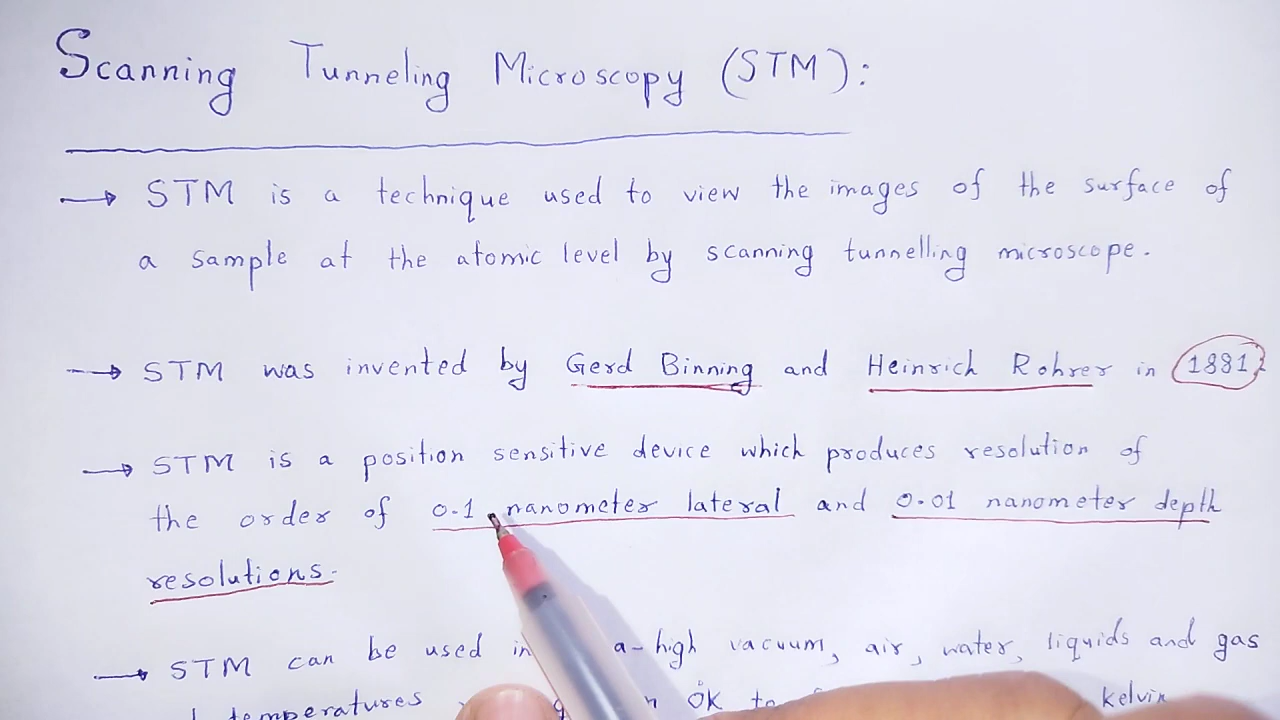 Scanning Tunneling Microscopy (STM):
→ STM is a technique used to view the images of the surface of
a sample at the atomic level by scanning tunnelling microscope.
→ STM was invented by Gerd Binning and Heinrich Rohrer in 1981
→ STM is a position sensitive device which produces resolution of
the order of 0.1 nanometer lateral and 0.01 nanometer depth
resolutions.
→ STM can be used in a-high vacuum, air, water, liquids and gas
temperatures 0°K to kelvin